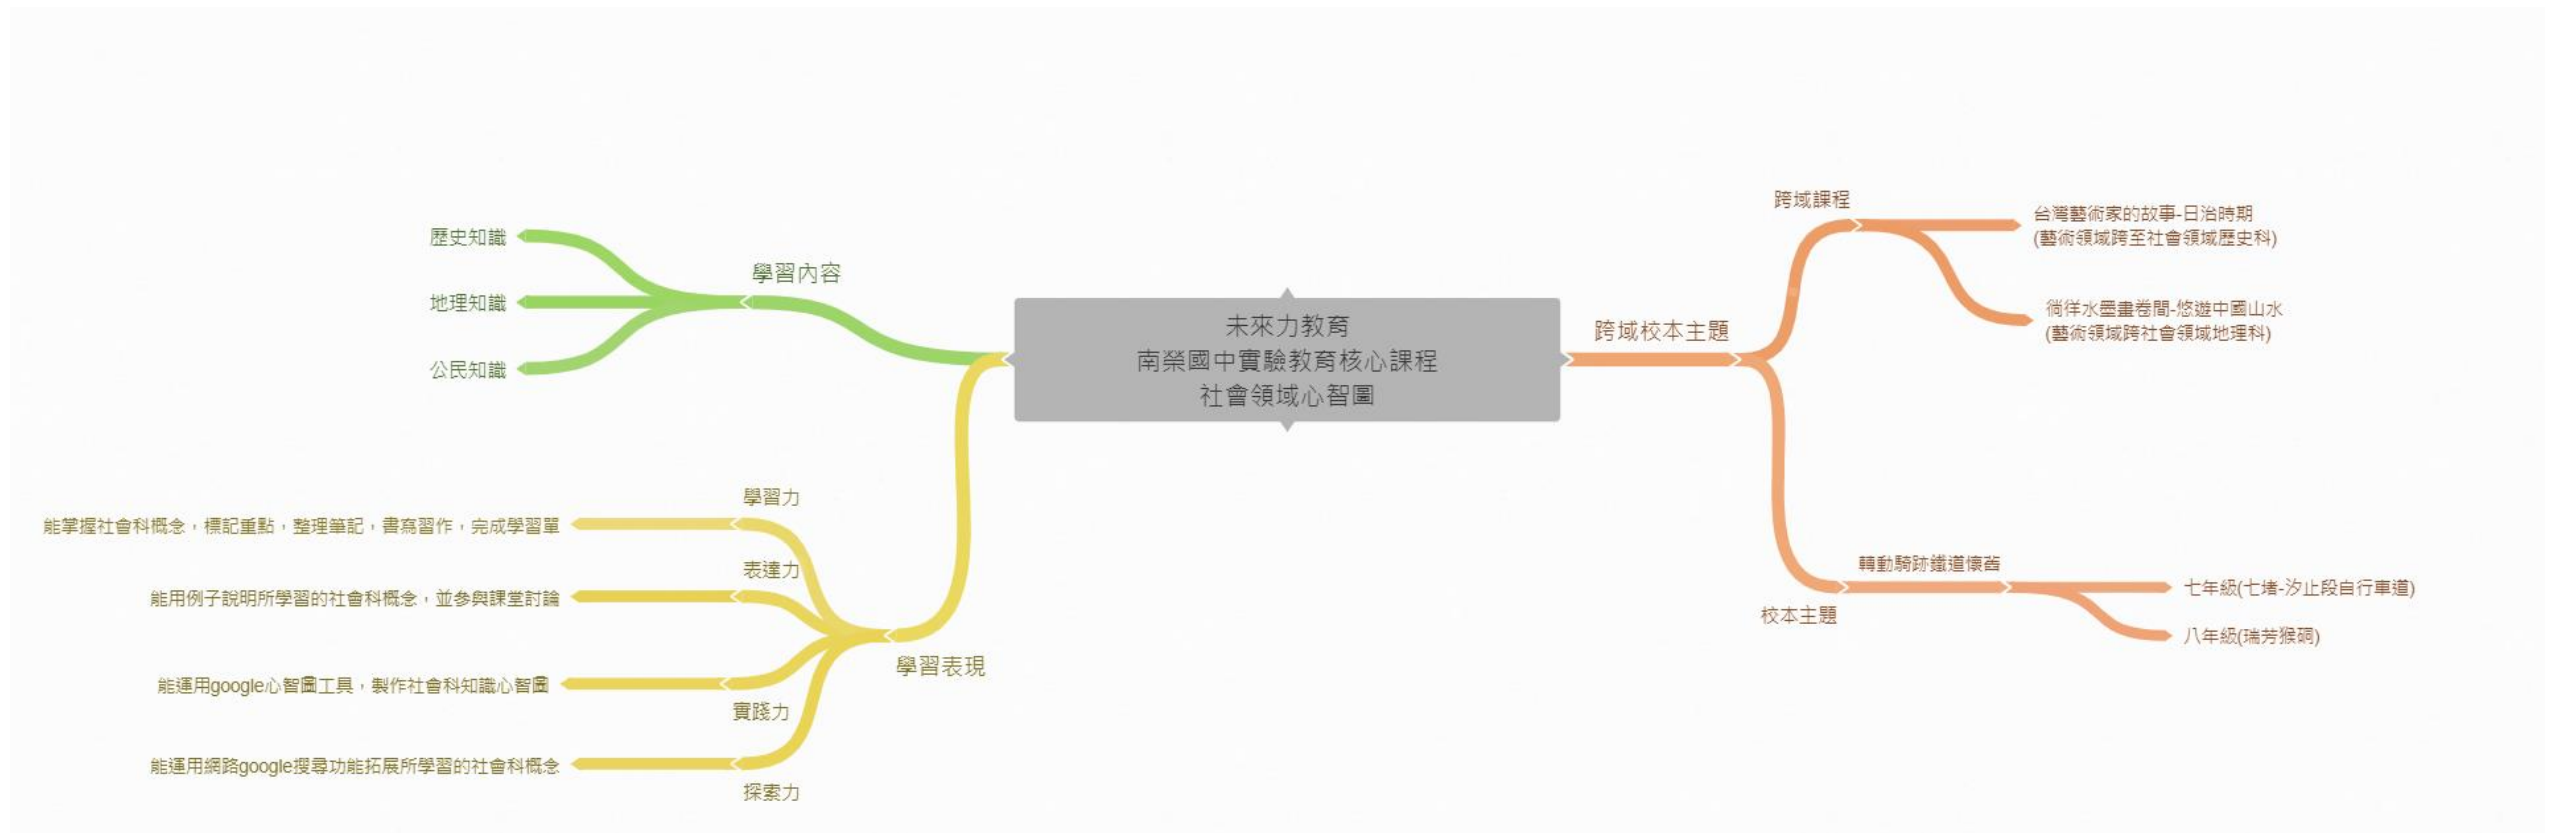 未來力教育
南榮國中實驗教育核心課程
社會領域心智圖
學習內容
歷史知識
地理知識
公民知識
學習表現
學習力
能掌握社會科概念，標記重點，整理筆記，書寫習作，完成學習單
表達力
能用例子說明所學習的社會科概念，並參與課堂討論
實踐力
能運用google心智圖工具，製作社會科知識心智圖
探索力
能運用網路google搜尋功能拓展所學習的社會科概念
跨域校本主題
跨域課程
台灣藝術家的故事-日治時期
(藝術領域跨至社會領域歷史科)
徜徉水墨畫卷間-悠遊中國山水
(藝術領域跨社會領域地理科)
校本主題
轉動騎跡鐵道懷舊
七年級(七堵-汐止段自行車道)
八年級(瑞芳猴硐)